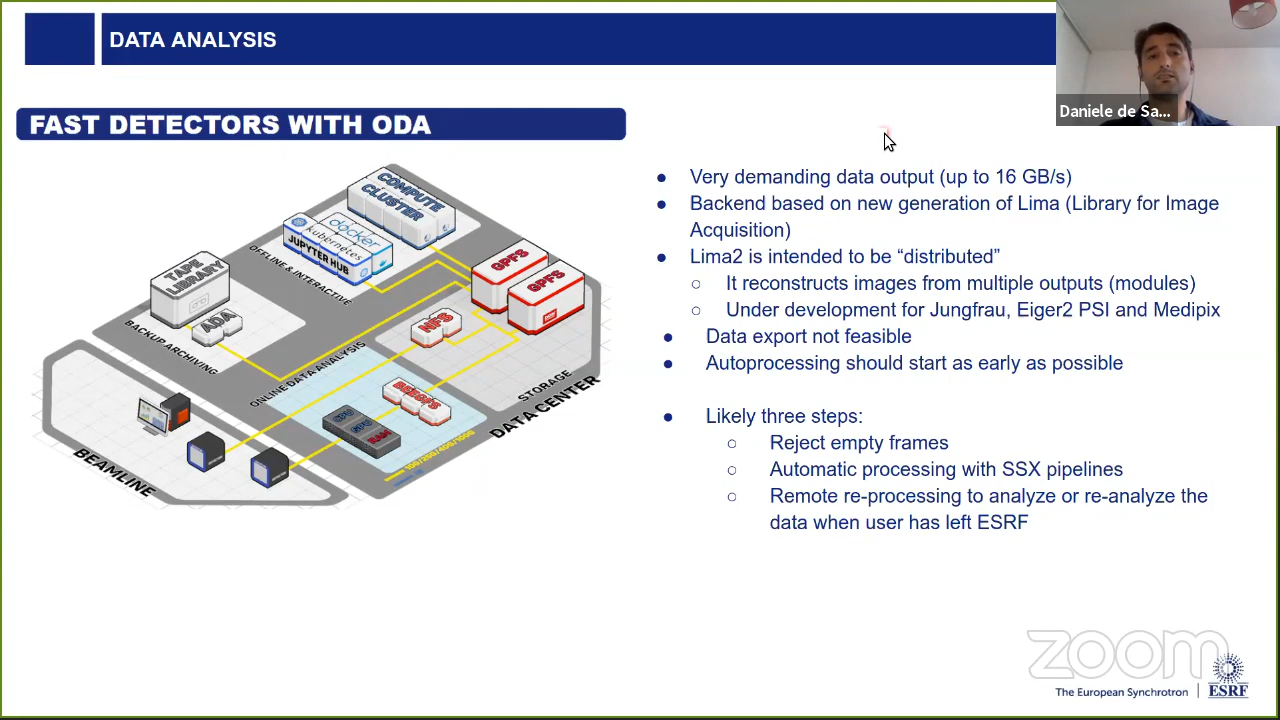 DATA ANALYSIS
Daniele de Sa...
FAST DETECTORS WITH ODA
COMPUTE
CLUSTER
docker
kubernetes
JUPYTER HUB
OFFLINE & INTERACTIVE
TAPE
LIBRARY
ADA
BACKUP ARCHIVING
GPFS
GPFS
NFS
STORAGE
DATA CENTER
ONLINE DATA ANALYSIS
CPU
GPU
RAM
BEAMLINE
● Very demanding data output (up to 16 GB/s)
● Backend based on new generation of Lima (Library for Image
Acquisition)
● Lima2 is intended to be “distributed”
○ It reconstructs images from multiple outputs (modules)
○ Under development for Jungfrau, Eiger2 PSI and Medipix
● Data export not feasible
● Autoprocessing should start as early as possible
● Likely three steps:
○ Reject empty frames
○ Automatic processing with SSX pipelines
○ Remote re-processing to analyze or re-analyze the
data when user has left ESRF
zoom
The European Synchrotron | ESRF